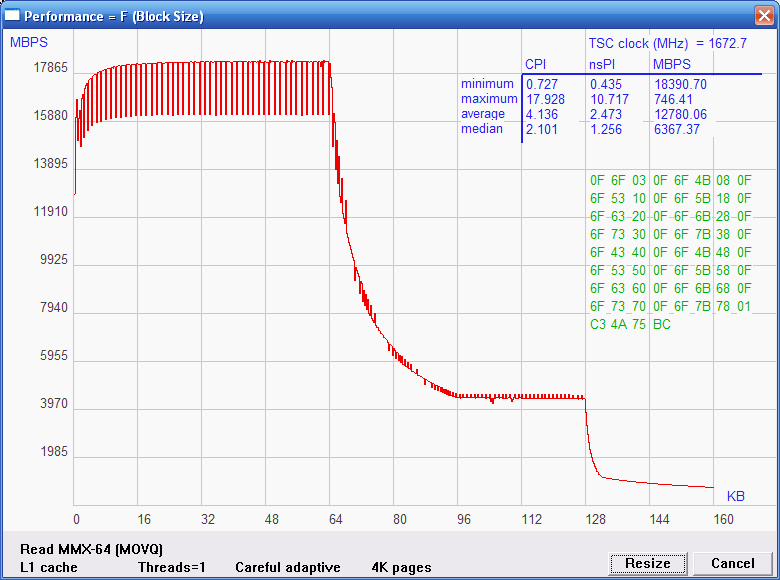 Performance = F (Block Size)
MBPS
TSC clock (MHz) = 1672.7
CPI nsPI MBPS
minimum 0.727 0.435 18390.70
maximum 17.928 10.717 746.41
average 4.136 2.473 12780.06
median 2.101 1.256 6367.37
17865
15880
13895
11910
9925
7940
5955
3970
1985
0F 6F 03 0F 6F 4B 08 0F
6F 53 10 0F 6F 5B 18 0F
6F 63 20 0F 6F 6B 28 0F
6F 73 30 0F 6F 7B 38 0F
6F 43 40 0F 6F 4B 48 0F
6F 53 50 0F 6F 5B 58 0F
6F 63 60 0F 6F 6B 68 0F
6F 73 70 0F 6F 7B 78 01
C3 4A 75 BC
KB
0 16 32 48 64 80 96 112 128 144 160
Read MMX-64 (MOVQ)
L1 cache Threads=1 Careful adaptive 4K pages
Resize Cancel